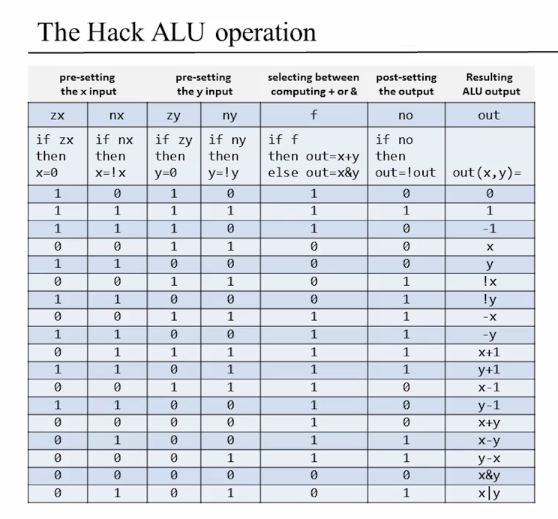 The Hack ALU operation
pre-setting the x input pre-setting the y input selecting between computing + or & post-setting the output Resulting ALU output
zx nx zy ny f no out
if zx then x=0 if nx then x=!x if zy then y=0 if ny then y=!y if f then out=x+y else out=x&y if no then out=!out out(x,y)=
1 0 1 0 1 0 0
1 1 1 1 1 1 1
1 1 1 0 1 0 -1
0 0 1 1 0 0 x
1 1 0 0 0 0 y
0 0 1 1 0 1 !x
1 1 0 0 0 1 !y
0 0 1 1 1 1 -x
1 1 0 0 1 1 -y
0 1 1 1 1 1 x+1
1 1 0 1 1 1 y+1
0 0 1 1 1 0 x-1
1 1 0 0 1 0 y-1
0 0 0 0 1 0 x+y
0 1 0 0 1 1 x-y
0 0 0 1 1 1 y-x
0 0 0 0 0 0 x&y
0 1 0 1 0 1 x|y